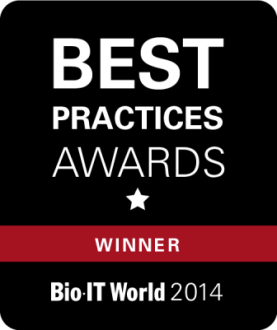 BEST
PRACTICES
AWARDS
WINNER
Bio·IT World 2014